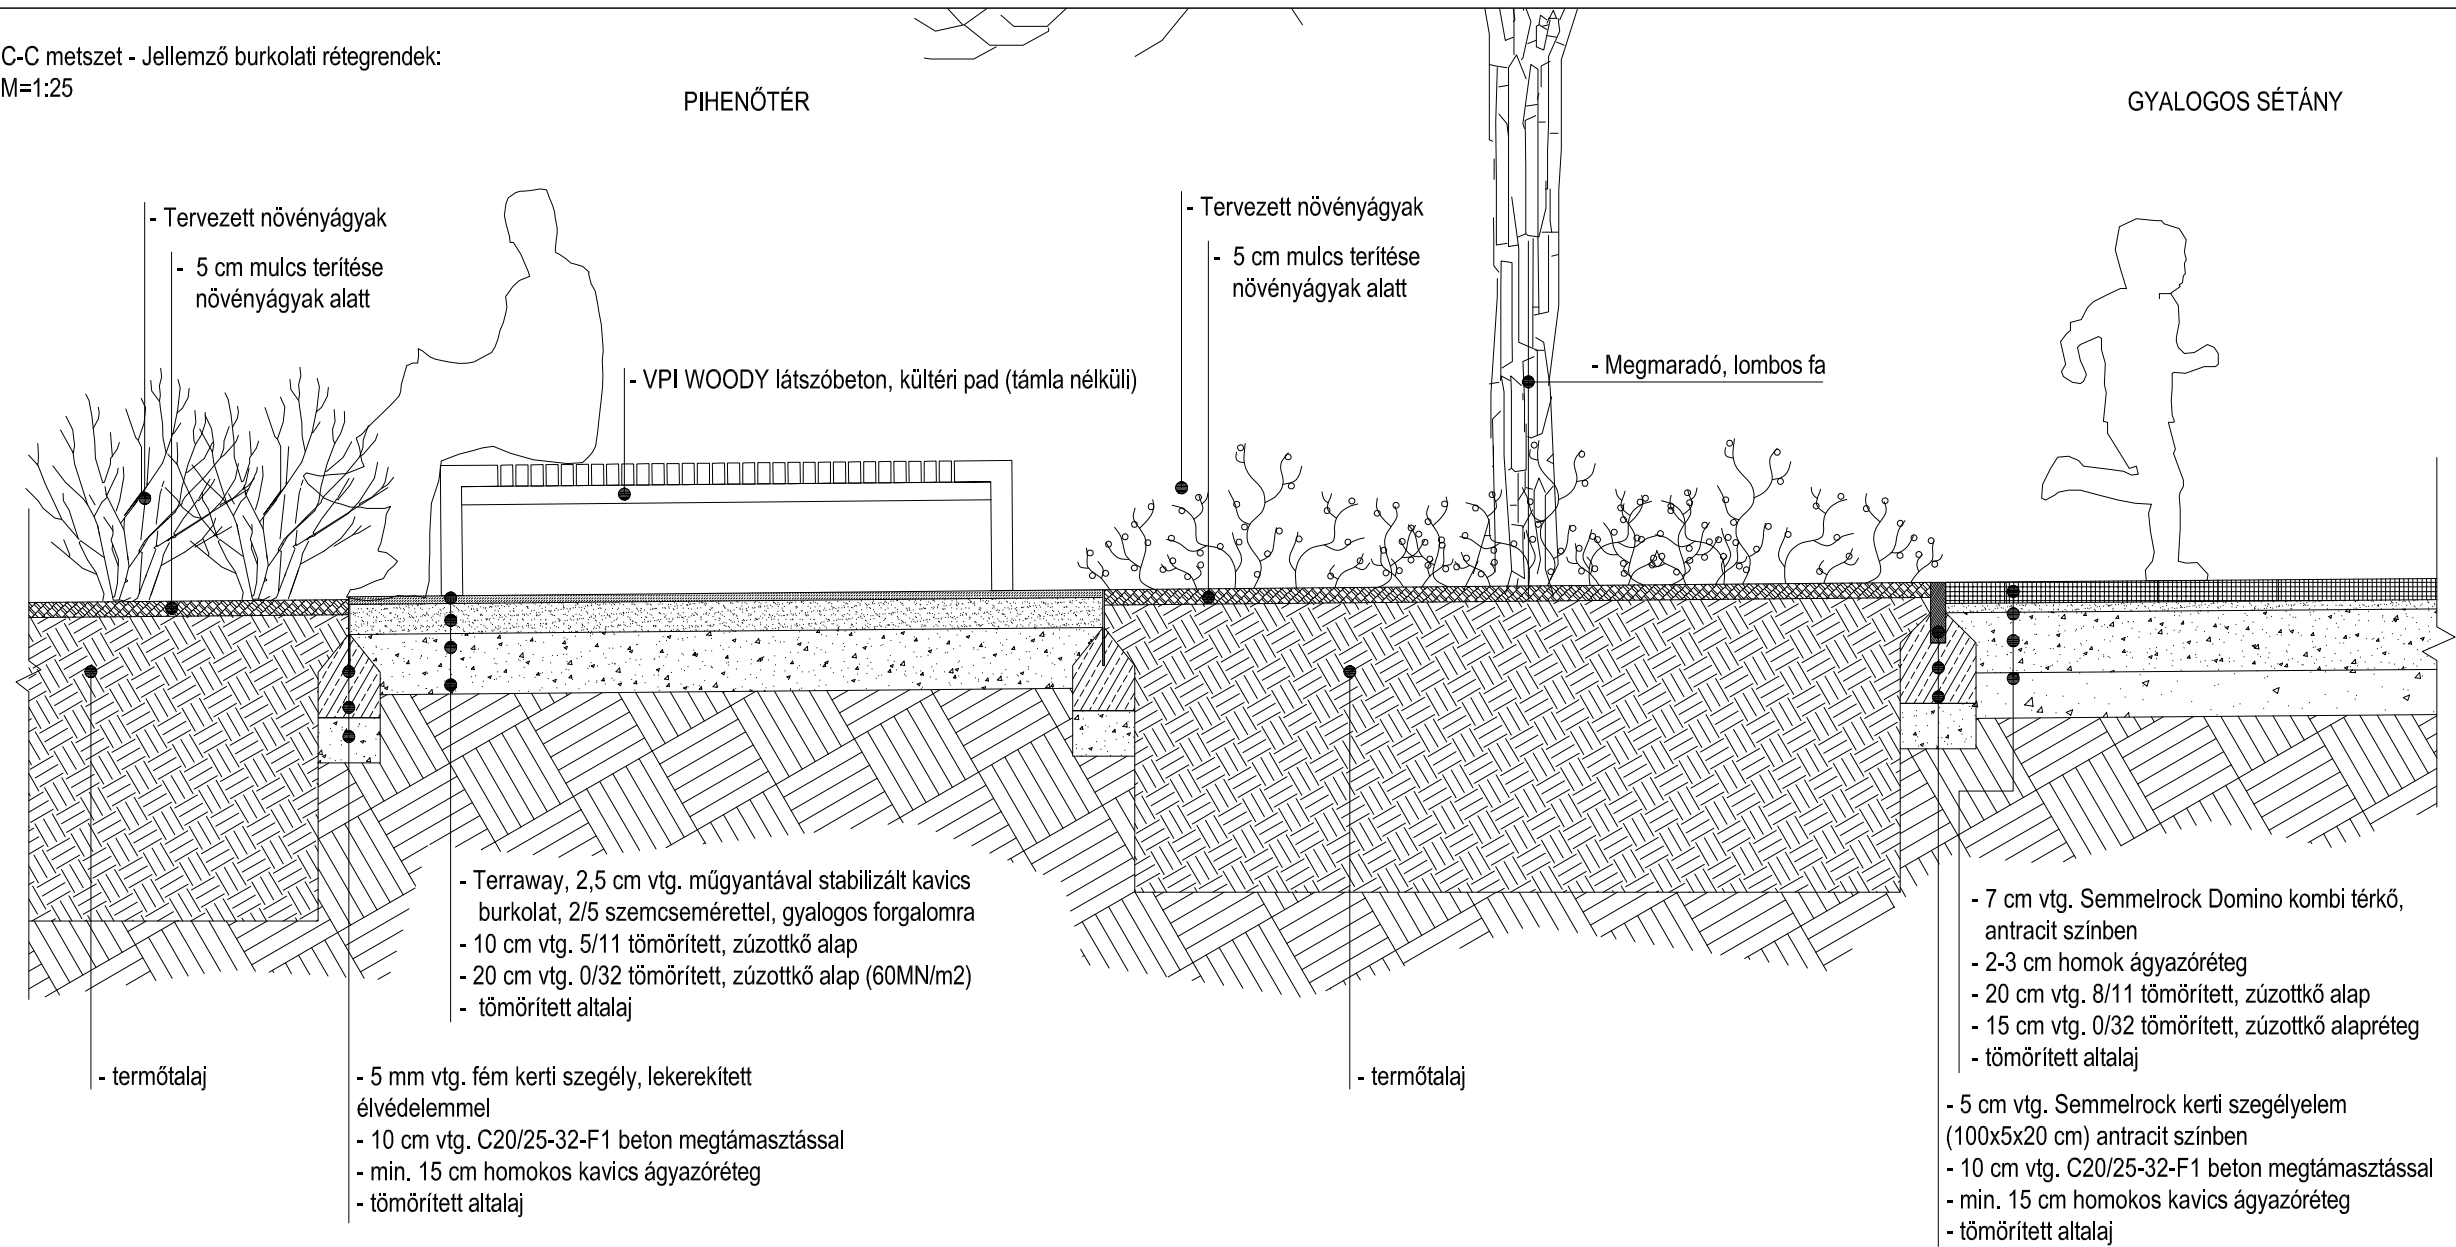 C-C metszet - Jellemző burkolati rétegrendek:
M=1:25
PIHENŐTÉR
GYALOGOS SÉTÁNY
- Tervezett növényágyak
- 5 cm mulcs terítése
növényágyak alatt
- VPI WOODY látszóbeton, kültéri pad (támla nélküli)
- Tervezett növényágyak
- 5 cm mulcs terítése
növényágyak alatt
- Megmaradó, lombos fa
- Terraway, 2,5 cm vtg. műgyantával stabilizált kavics
burkolat, 2/5 szemcsemérettel, gyalogos forgalomra
- 10 cm vtg. 5/11 tömörített, zúzottkő alap
- 20 cm vtg. 0/32 tömörített, zúzottkő alap (60MN/m2)
- tömörített altalaj
- termőtalaj
- 5 mm vtg. fém kerti szegély, lekerekített
élvédelemmel
- 10 cm vtg. C20/25-32-F1 beton megtámasztással
- min. 15 cm homokos kavics ágyazóréteg
- tömörített altalaj
- termőtalaj
- 7 cm vtg. Semmelrock Domino kombi térkő,
antracit színben
- 2-3 cm homok ágyazóréteg
- 20 cm vtg. 8/11 tömörített, zúzottkő alap
- 15 cm vtg. 0/32 tömörített, zúzottkő alapréteg
- tömörített altalaj
- 5 cm vtg. Semmelrock kerti szegélyelem
(100x5x20 cm) antracit színben
- 10 cm vtg. C20/25-32-F1 beton megtámasztással
- min. 15 cm homokos kavics ágyazóréteg
- tömörített altalaj